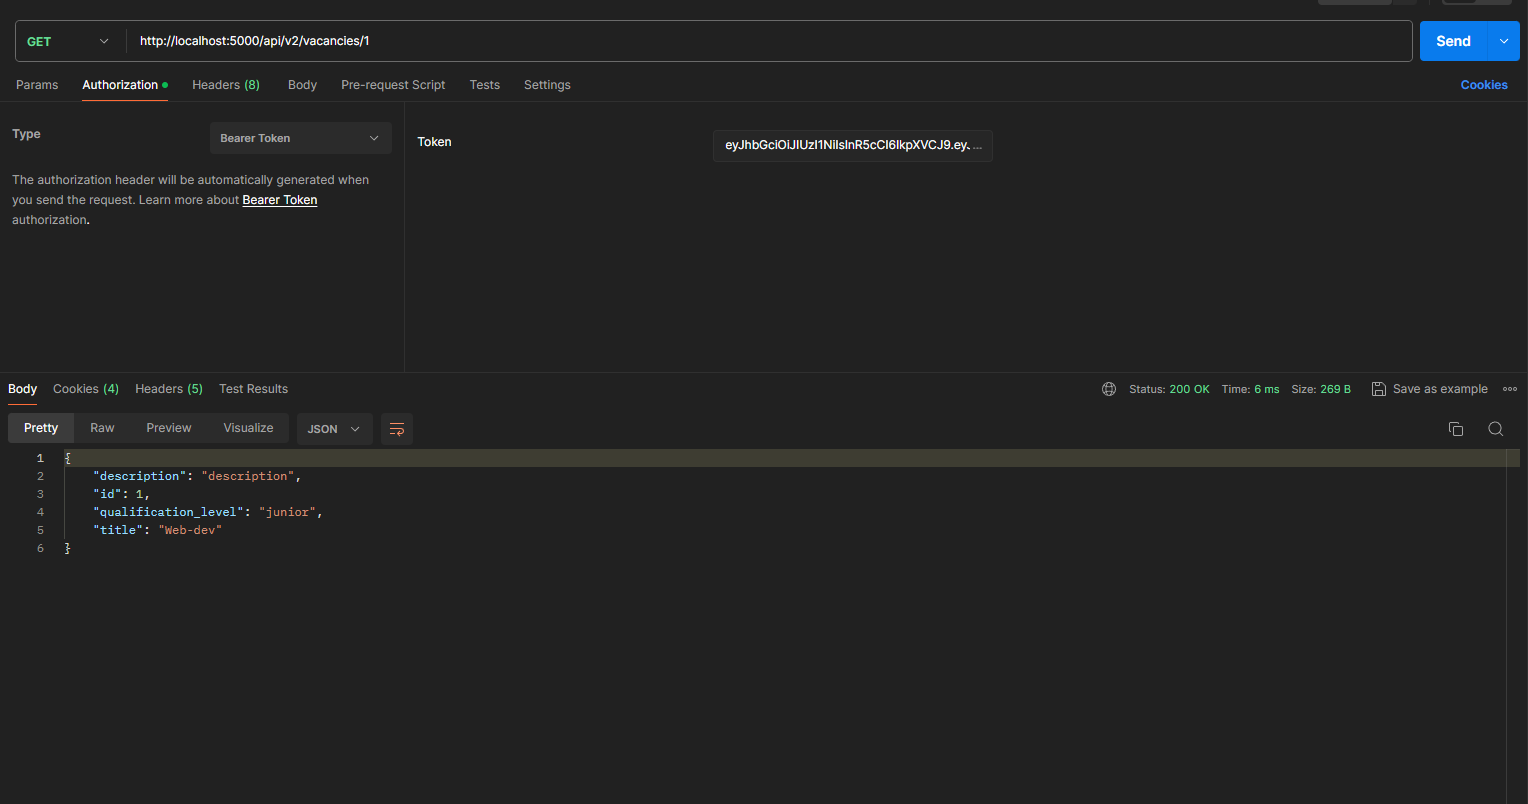 GET
http://localhost:5000/api/v2/vacancies/1
Send
Params
Authorization
Headers (8)
Body
Pre-request Script
Tests
Settings
Cookies
Type
Bearer Token
The authorization header will be automatically generated when
you send the request. Learn more about Bearer Token
authorization.
Token
eyJhbGciOiJIUzI1NiIsInR5cCI6IkpXVCJ9.eyJ...
Body
Cookies (4)
Headers (5)
Test Results
Status: 200 OK
Time: 6 ms
Size: 269 B
Save as example
Pretty
Raw
Preview
Visualize
JSON
1 {
2 "description": "description",
3 "id": 1,
4 "qualification_level": "junior",
5 "title": "Web-dev"
6 }